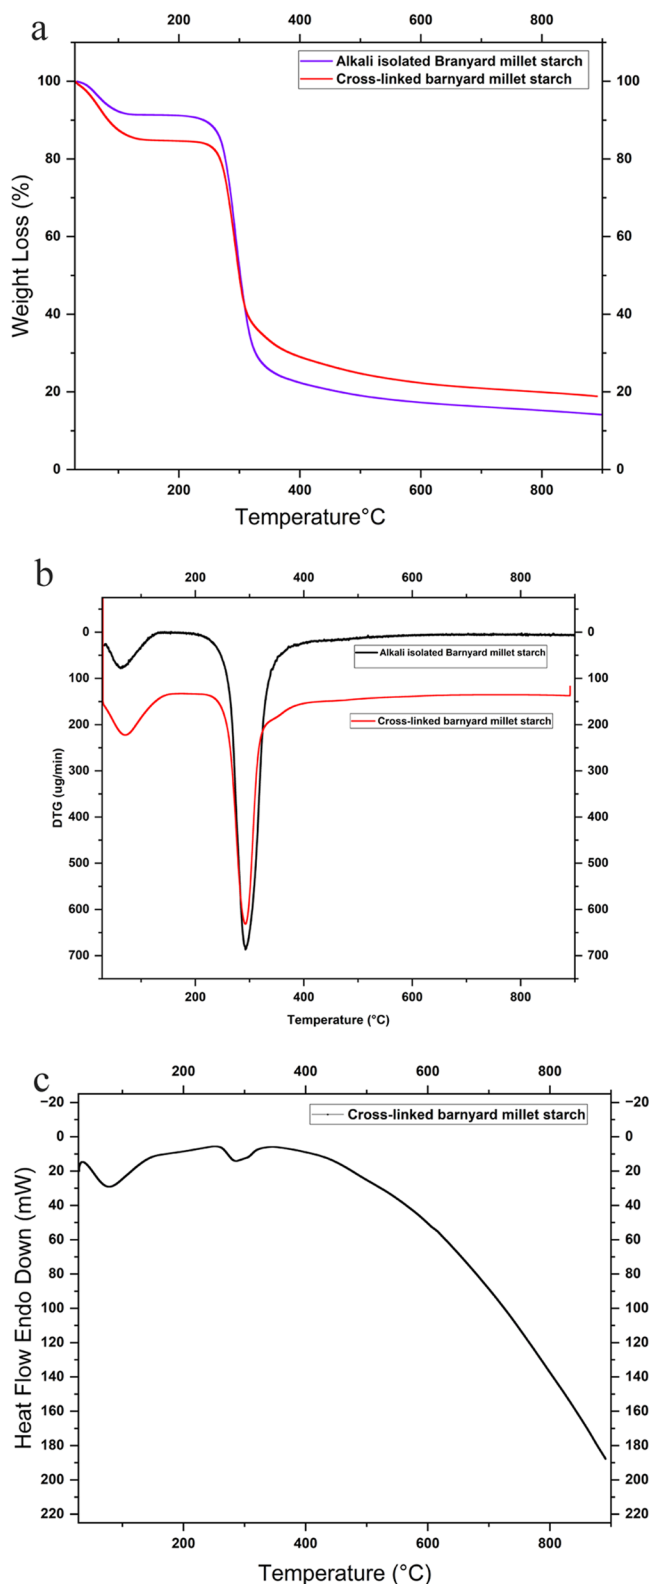 a
200 400 600 800
Alkali isolated Branyard millet starch
Cross-linked barnyard millet starch
100 100
80 80
60 60
40 40
20 20
0 0
Weight Loss (%)
200 400 600 800
Temperature°C
b
200 400 600 800
0 0
Alkali isolated Barnyard millet starch
100 100
Cross-linked barnyard millet starch
200 200
300 300
400 400
500 500
600 600
700 700
DTG (ug/min)
200 400 600 800
Temperature (°C)
c
200 400 600 800
−20 −20
Cross-linked barnyard millet starch
0 0
20 20
40 40
60 60
80 80
100 100
120 120
140 140
160 160
180 180
200 200
220 220
Heat Flow Endo Down (mW)
200 400 600 800
Temperature (°C)